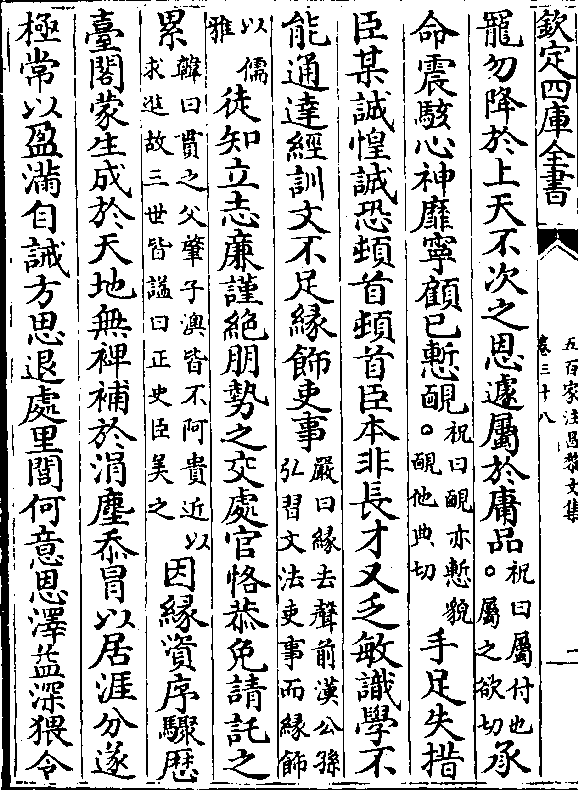 欽定四庫全書
五百家注昌黎文集
卷三十八
一
寵勿降於上天不次之恩遽屬於庸品。祝曰屬付也屬之欲切承
命震駭心神靡寧顧已慙靦祝曰靦亦慙貌。靦他典切手足失措
臣某誠惶誠恐頓首頓首臣本非長才又乏敏識學不
能通達經訓文不足緣飾吏事嚴曰緣去聲前漢公孫弘習文法吏事而緣飾
以儒雅徒知立志廉謹絶朋勢之交處官恪恭免請託之
累韓曰貫之父肇子澳皆不阿貴近以求進故三世皆諡曰正史臣美之因緣資序驟歴
臺閣蒙生成於天地無裨補於涓塵忝冒以居涯分遂
極常以盈滿自誡方思退處里閭何意恩澤益深猥令